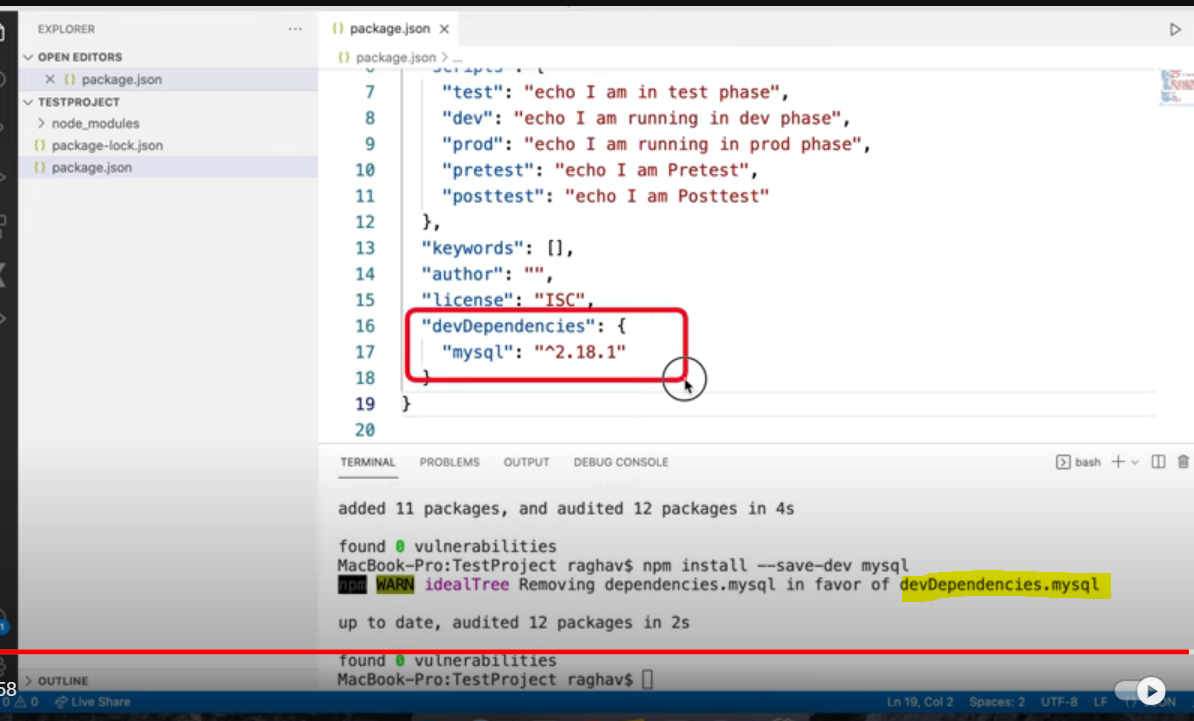 EXPLORER
OPEN EDITORS
package.json
TESTPROJECT
node_modules
package-lock.json
package.json
{} package.json
{} package.json > ...
7 "test": "echo I am in test phase",
8 "dev": "echo I am running in dev phase",
9 "prod": "echo I am running in prod phase",
10 "pretest": "echo I am Pretest",
11 "posttest": "echo I am Posttest"
12 },
13 "keywords": [],
14 "author": "",
15 "license": "ISC",
16 "devDependencies": {
17 "mysql": "^2.18.1"
18 }
19 }
20
TERMINAL PROBLEMS OUTPUT DEBUG CONSOLE bash
added 11 packages, and audited 12 packages in 4s
found 0 vulnerabilities
MacBook-Pro:TestProject raghav$ npm install --save-dev mysql
npm WARN idealTree Removing dependencies.mysql in favor of devDependencies.mysql
up to date, audited 12 packages in 2s
found 0 vulnerabilities
MacBook-Pro:TestProject raghav$
OUTLINE
58
0 0 Live Share Ln 19, Col 2 Spaces: 2 UTF-8 LF